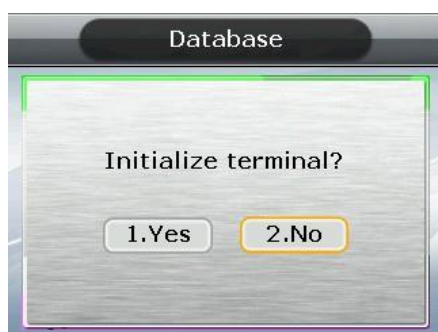 Database
Initialize terminal?
1.Yes 2.No